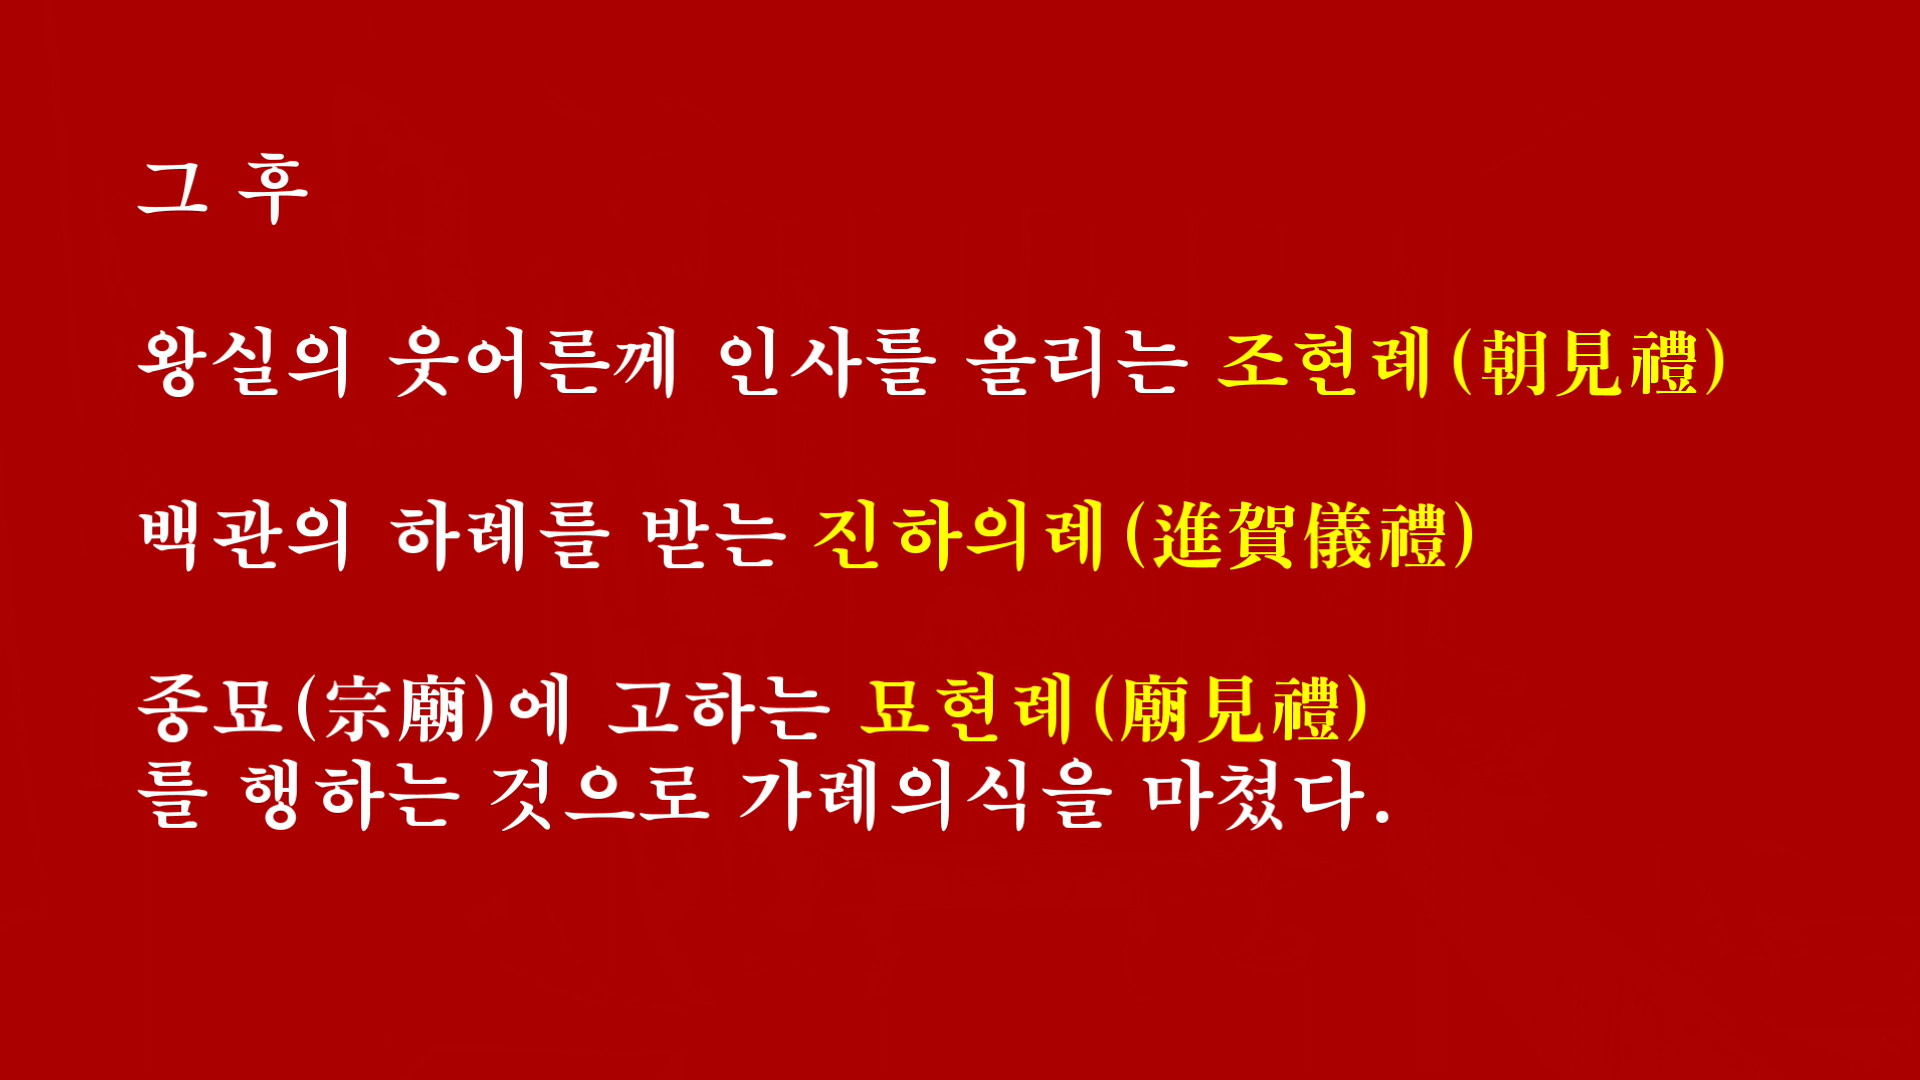 그 후
왕실의 웃어른께 인사를 올리는 조현례(朝見禮)
백관의 하례를 받는 진하의례(進賀儀禮)
종묘(宗廟)에 고하는 묘현례(廟見禮)
를 행하는 것으로 가례의식을 마쳤다.